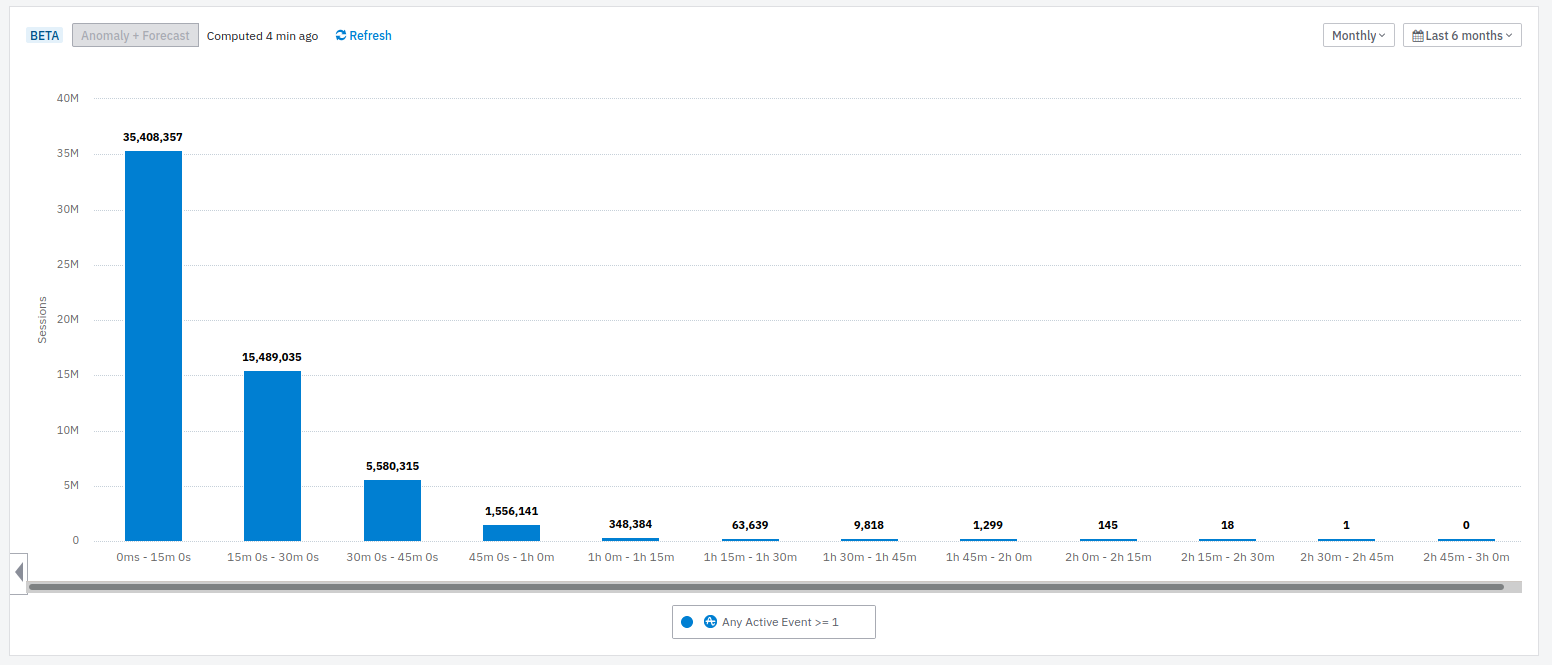 BETA Anomaly + Forecast Computed 4 min ago Refresh Monthly Last 6 months
40M
35,408,357
35M
30M
25M
Sessions
20M
15,489,035
15M
10M
5,580,315
5M
1,556,141 348,384 63,639 9,818 1,299 145 18 1 0
0
0ms - 15m 0s 15m 0s - 30m 0s 30m 0s - 45m 0s 45m 0s - 1h 0m 1h 0m - 1h 15m 1h 15m - 1h 30m 1h 30m - 1h 45m 1h 45m - 2h 0m 2h 0m - 2h 15m 2h 15m - 2h 30m 2h 30m - 2h 45m 2h 45m - 3h 0m
Any Active Event >= 1